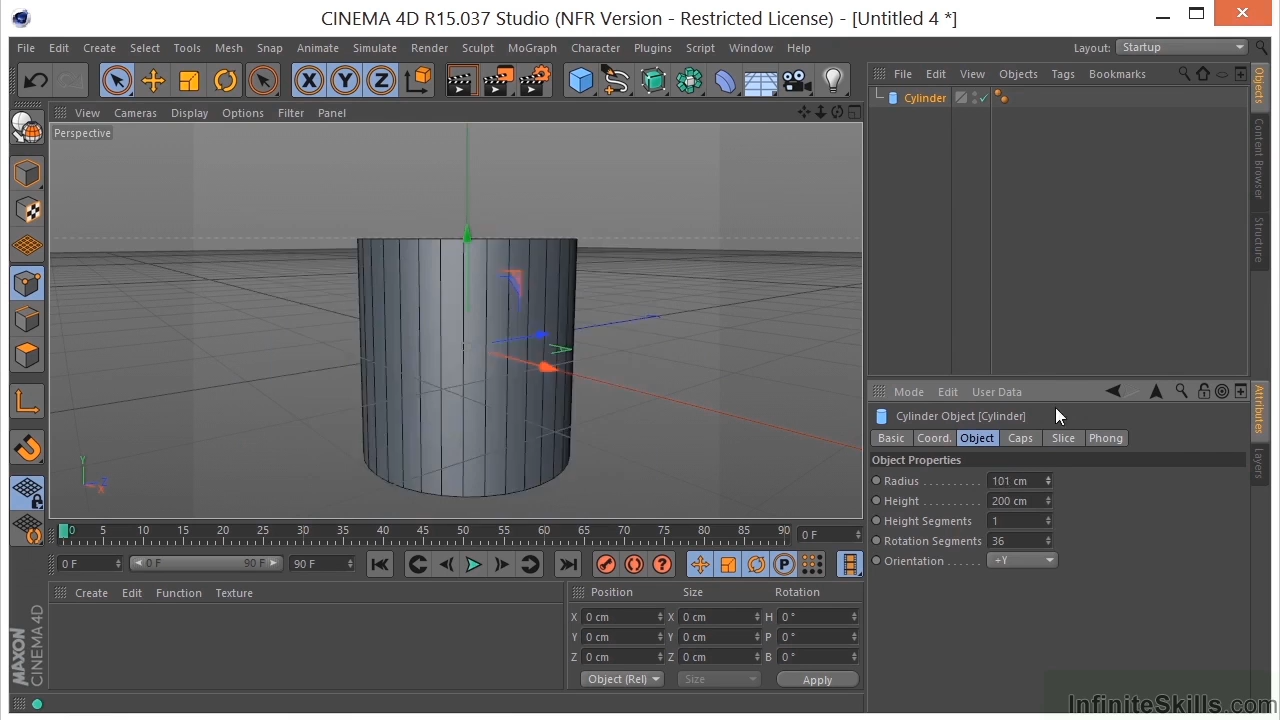 CINEMA 4D R15.037 Studio (NFR Version - Restricted License) - [Untitled 4 *]
File Edit Create Select Tools Mesh Snap Animate Simulate Render Sculpt MoGraph Character Plugins Script Window Help
Layout: Startup
X Y Z
File Edit View Objects Tags Bookmarks
Cylinder
Objects
Content Browser
Structure
View Cameras Display Options Filter Panel
Perspective
Y
Z
X
Mode Edit User Data
Cylinder Object [Cylinder]
Basic Coord. Object Caps Slice Phong
Object Properties
Radius . . . . . . . . . . 101 cm
Height . . . . . . . . . . 200 cm
Height Segments 1
Rotation Segments 36
Orientation . . . . . . +Y
Attributes
Layers
0 5 10 15 20 25 30 35 40 45 50 55 60 65 70 75 80 85 90
0 F
0 F 0 F 90 F 90 F
P
Create Edit Function Texture
Position Size Rotation
X 0 cm X 0 cm H 0 °
Y 0 cm Y 0 cm P 0 °
Z 0 cm Z 0 cm B 0 °
Object (Rel) Size Apply
MAXON
CINEMA 4D
InfiniteSkills.com